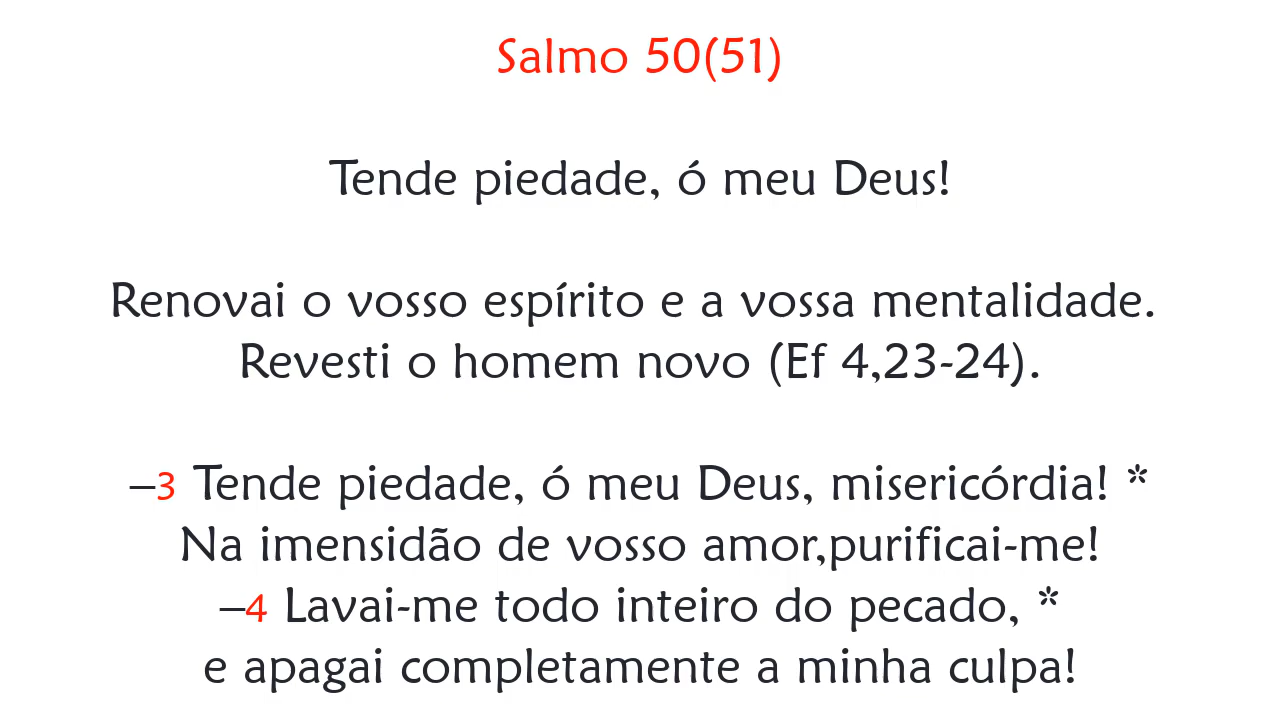 Salmo 50(51)
Tende piedade, ó meu Deus!
Renovai o vosso espírito e a vossa mentalidade.
Revesti o homem novo (Ef 4,23-24).
–3 Tende piedade, ó meu Deus, misericórdia! *
Na imensidão de vosso amor,purificai-me!
–4 Lavai-me todo inteiro do pecado, *
e apagai completamente a minha culpa!